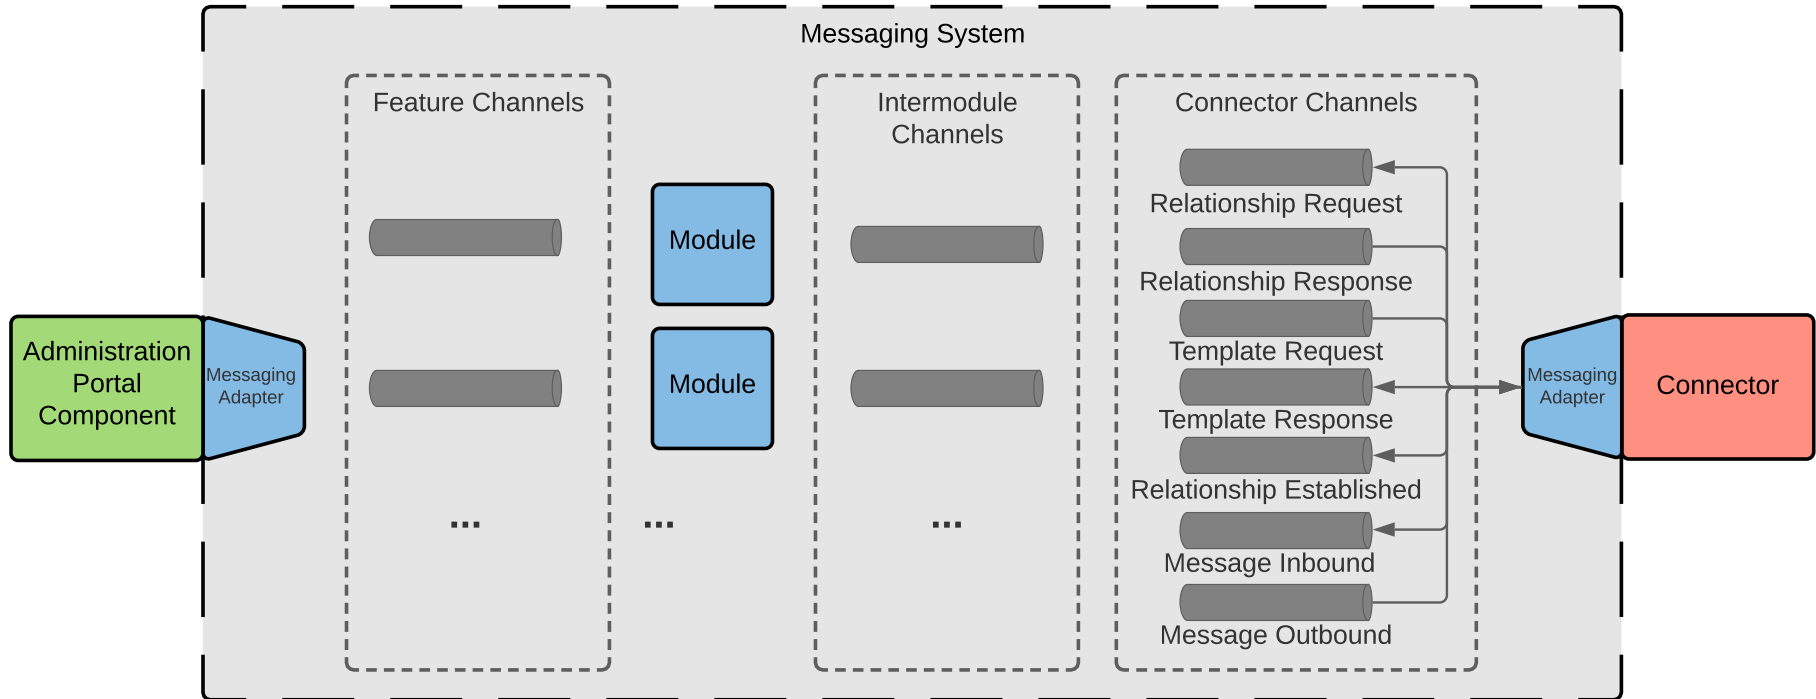 Messaging System
Feature Channels
Intermodule
Channels
Connector Channels
Relationship Request
Module
Relationship Response
Administration
Portal
Component
Messaging
Adapter
Module
Template Request
Template Response
Messaging
Adapter
Connector
Relationship Established
...
...
...
Message Inbound
Message Outbound